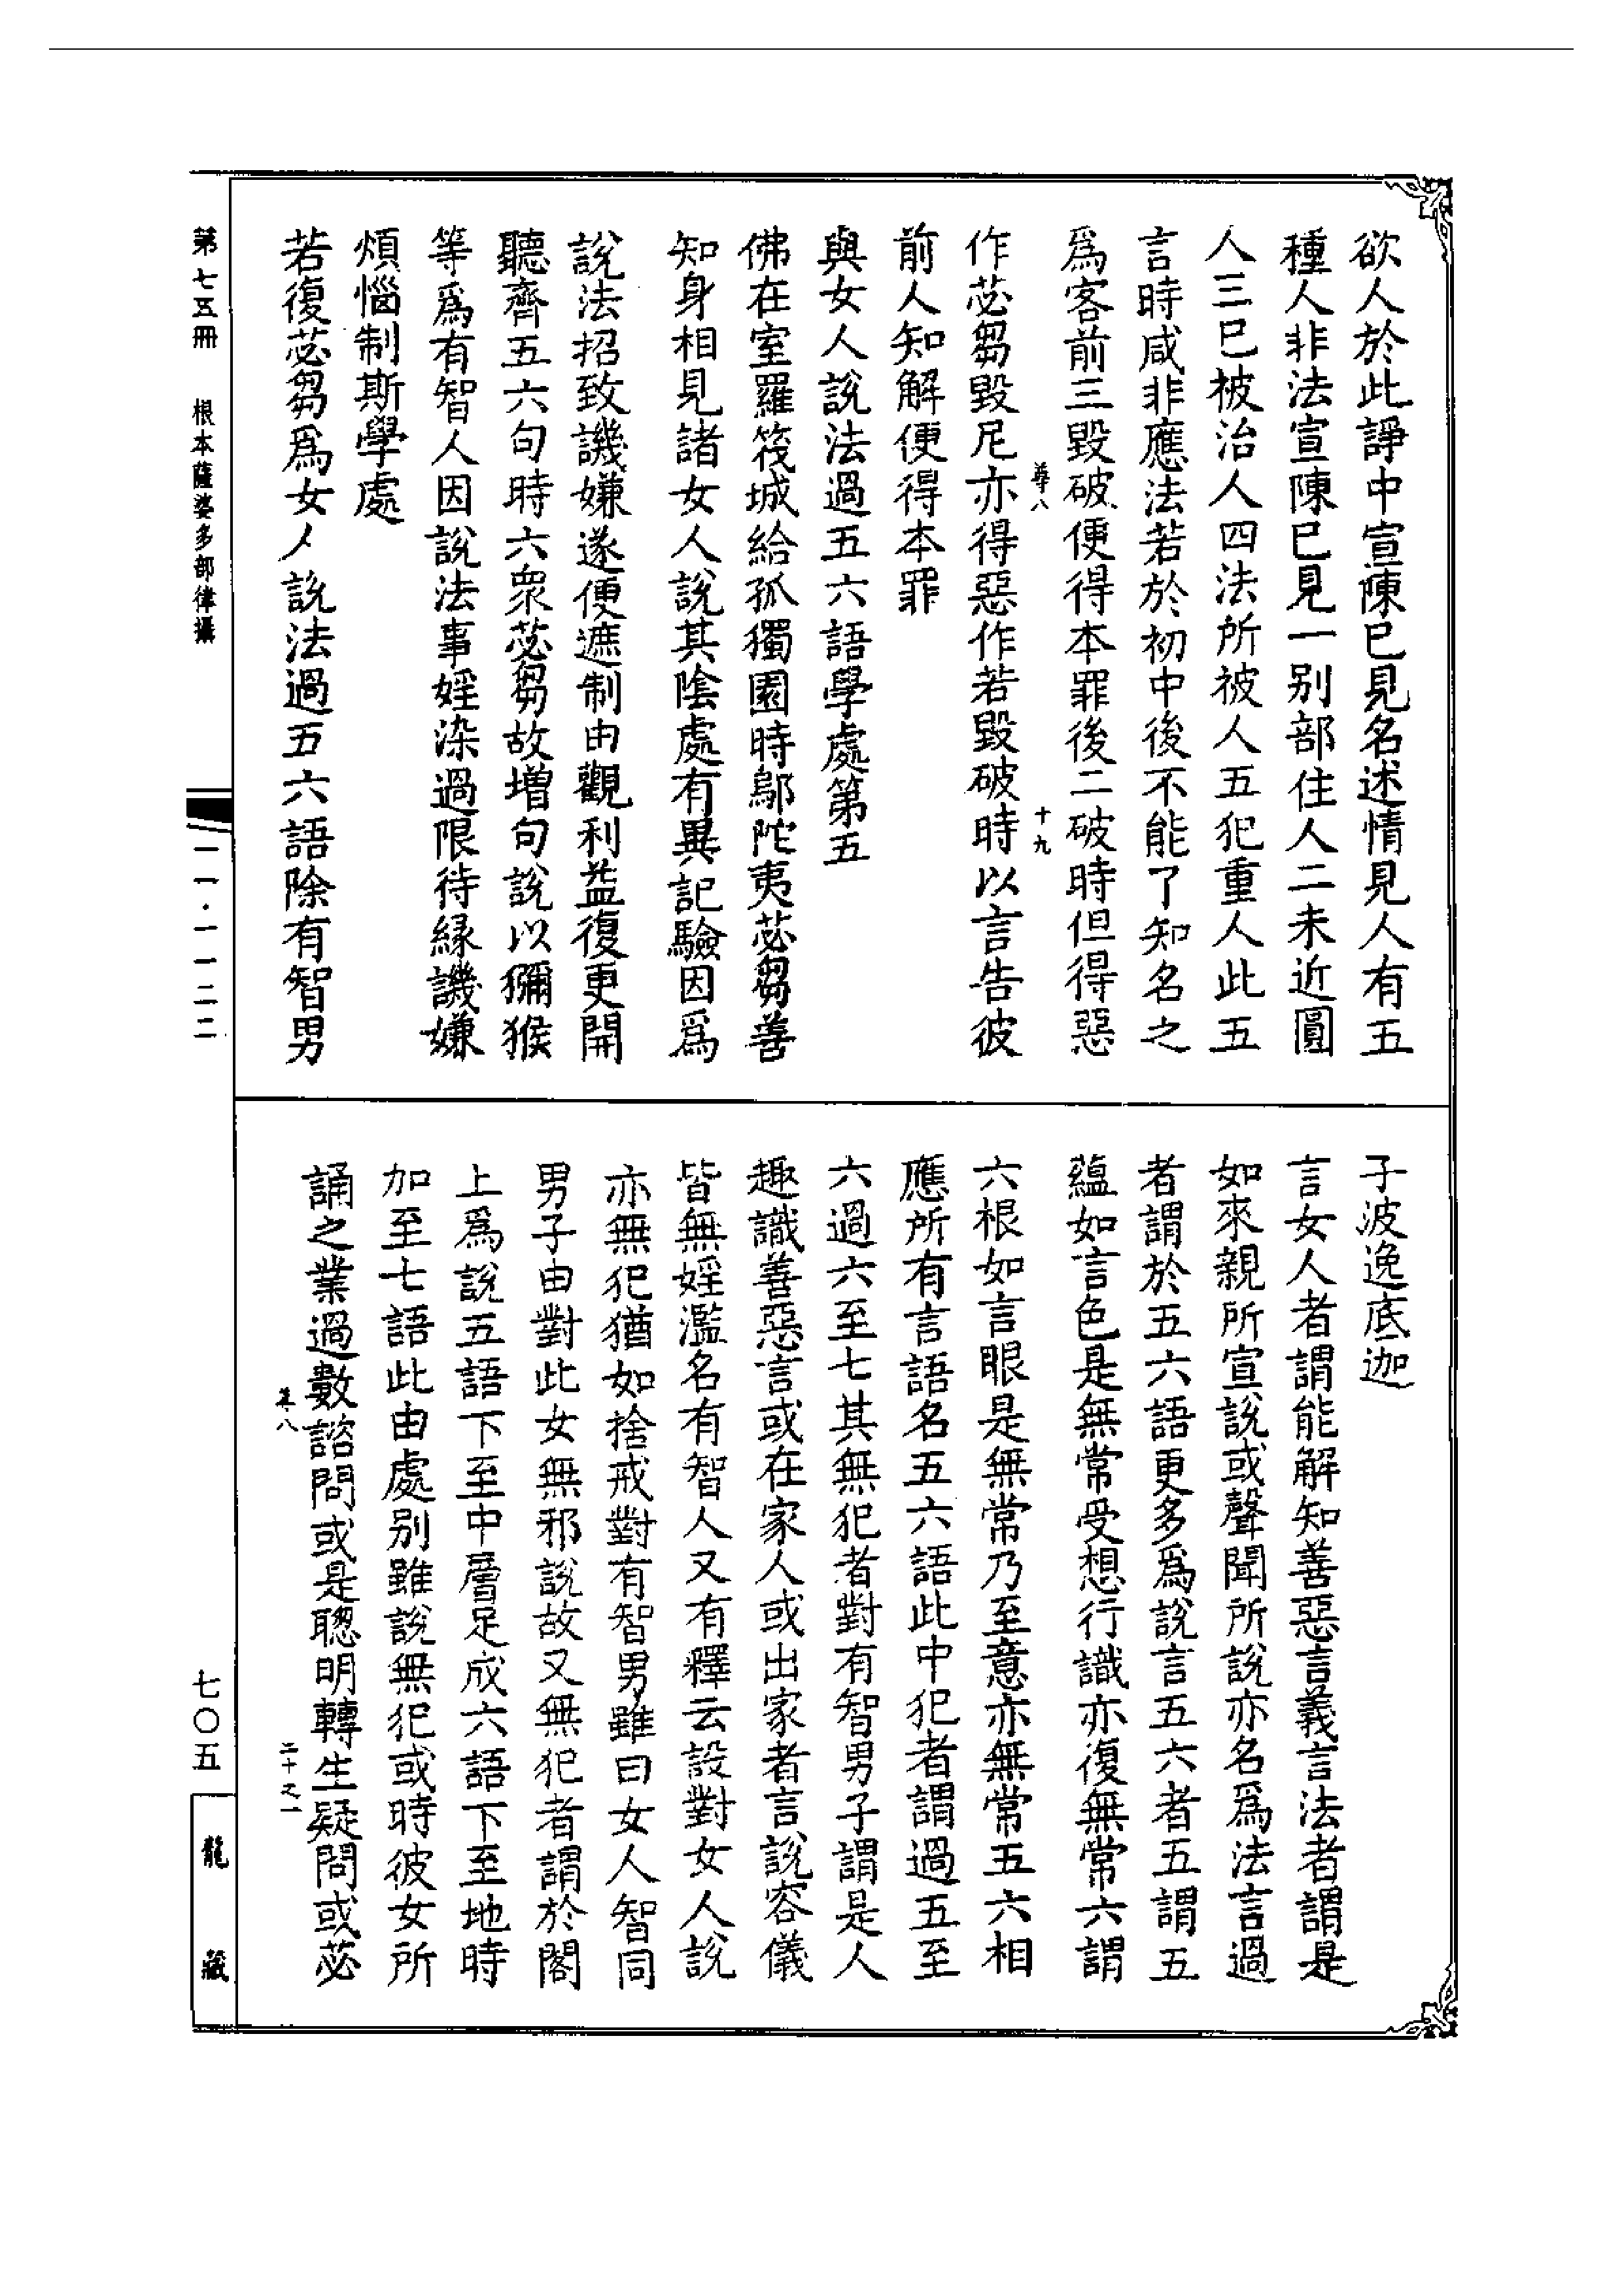 欲人於此諍中宣陳已見名述情見人有五
種人非法宣陳已見一别部住人二未近圓
人三已被治人四法所被人五犯重人此五
言時咸非應法若於初中後不能了知名之
爲客前三毀破便得本罪後二破時但得惡
十九
作苾芻毀尼亦得惡作若毀破時以言告彼
前人知解便得本罪
與女人說法過五六語學處第五
佛在室羅筏城給孤獨園時鄔陀夷苾芻善
知身相見諸女人說其陰處有異記驗因爲
說法招致譏嫌遂便遮制由觀利益復更開
聽齊五六句時六衆苾芻故增句說以獼猴
等爲有智人因說法事婬染過限待緣譏嫌
煩惱制斯學處
若復苾芻爲女人說法過五六語除有智男
第七五冊 根本薩婆多部律攝
一一·一一二二
子波逸底迦
言女人者謂能解知善惡言義言法者謂是
如來親所宣說或聲聞所說亦名爲法言過
者謂於五六語更多爲說言五六者五謂五
蘊如言色是無常受想行識亦復無常六謂
六根如言眼是無常乃至意亦無常五六相
應所有言語名五六語此中犯者謂過五至
六過六至七其無犯者對有智男子謂是人
趣識善惡言或在家人或出家者言說容儀
皆無婬濫名有智人又有釋云設對女人說
亦無犯猶如捨戒對有智男雖曰女人智同
男子由對此女無邪說故又無犯者謂於閣
上爲說五語下至中層足成六語下至地時
加至七語此由處别雖說無犯或時彼女所
誦之業過數諮問或是聰明轉生疑問或苾
二十之一
七〇五
龍藏